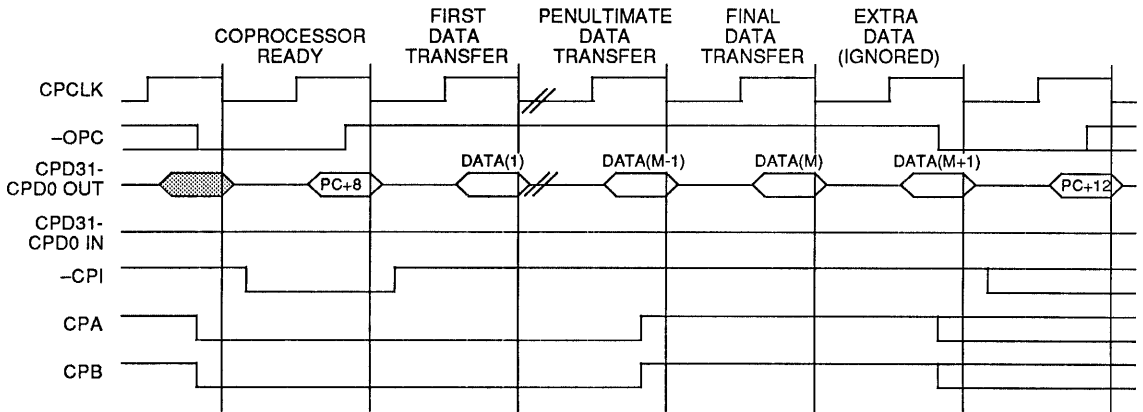 COPROCESSOR
READY
FIRST
DATA
TRANSFER
PENULTIMATE
DATA
TRANSFER
FINAL
DATA
TRANSFER
EXTRA
DATA
(IGNORED)
CPCLK
–OPC
CPD31-
CPD0 OUT
PC+8
DATA(1)
DATA(M-1)
DATA(M)
DATA(M+1)
PC+12
CPD31-
CPD0 IN
–CPI
CPA
CPB